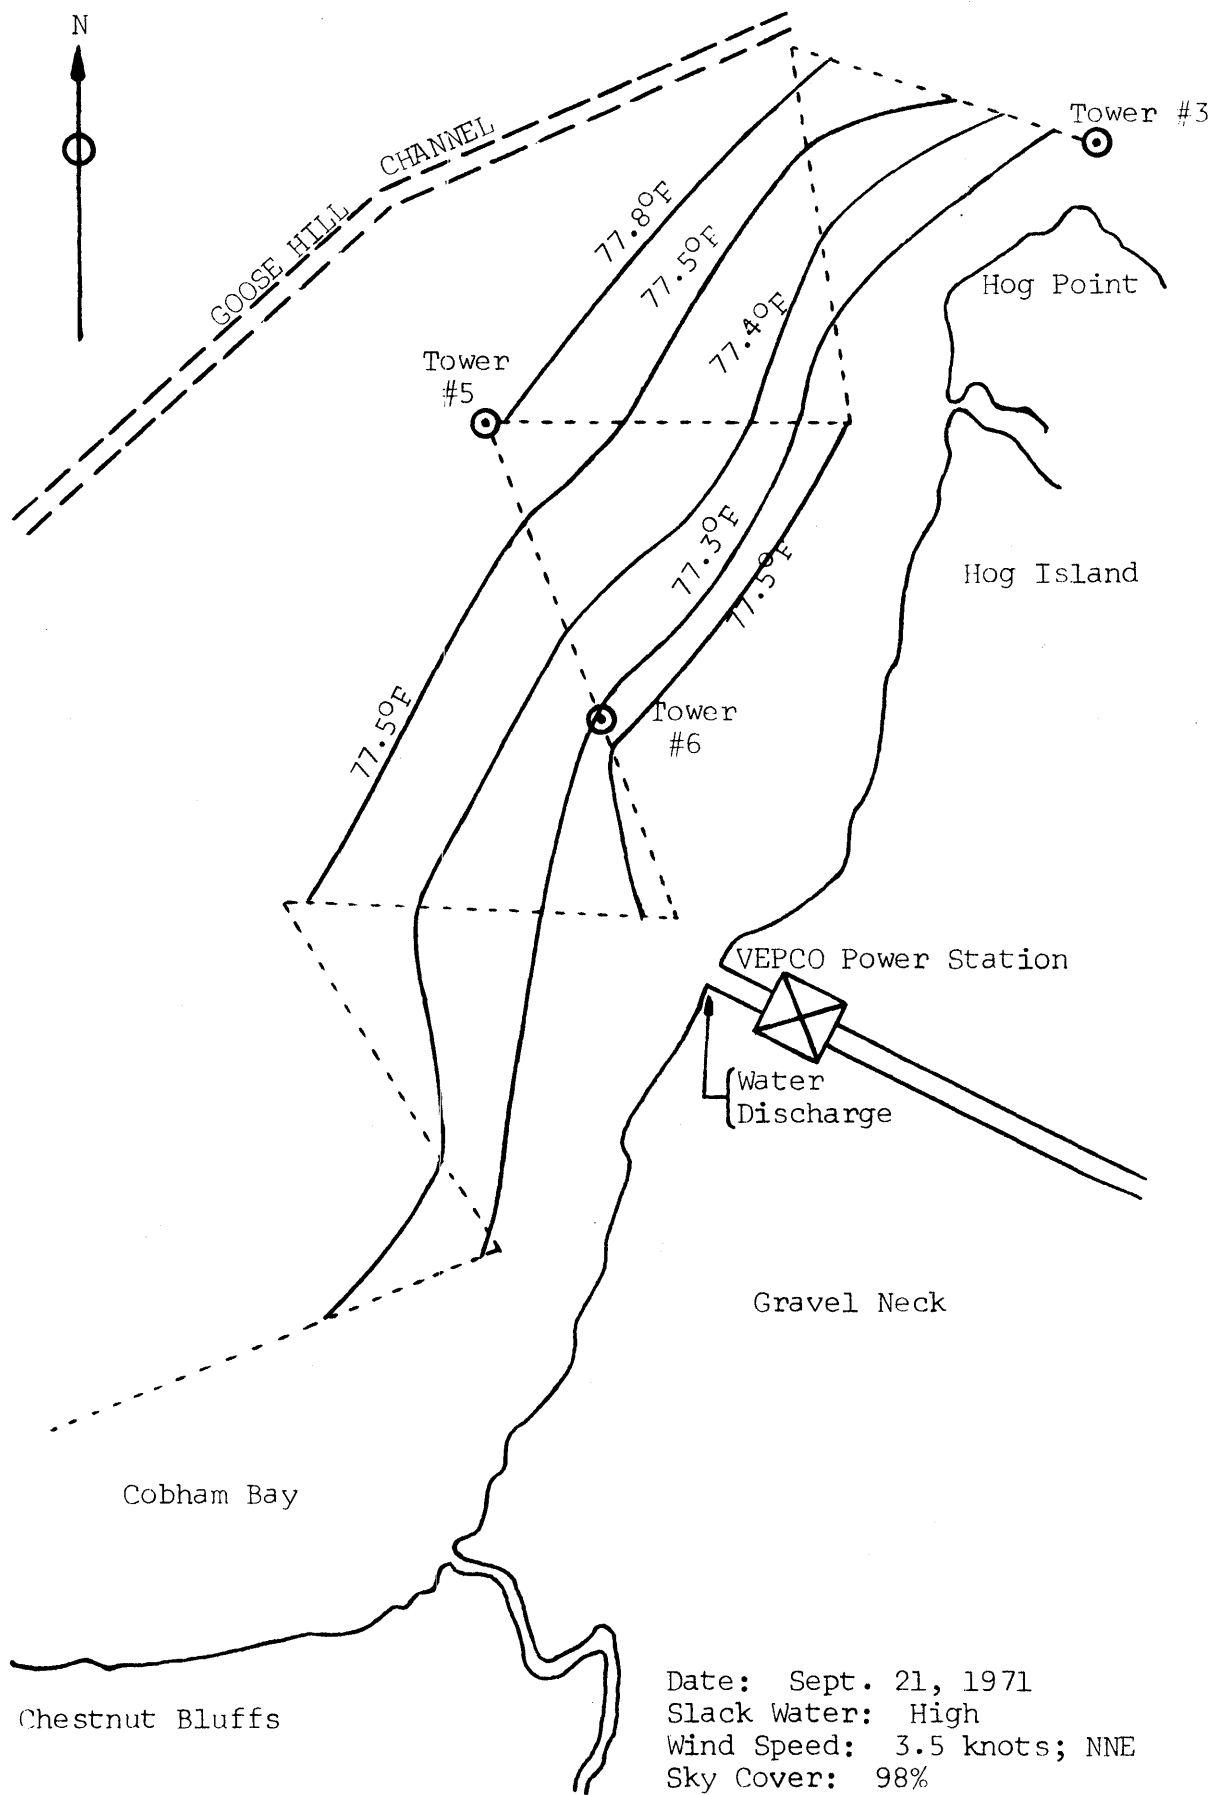 N
Tower #3
GOOSE HILL CHANNEL
77.8°F
77.5°F
Hog Point
77.4°F
Tower
#5
77.3°F
77.5°F
Hog Island
77.5°F
Tower
#6
VEPCO Power Station
Water
Discharge
Gravel Neck
Cobham Bay
Chestnut Bluffs
Date: Sept. 21, 1971
Slack Water: High
Wind Speed: 3.5 knots; NNE
Sky Cover: 98%